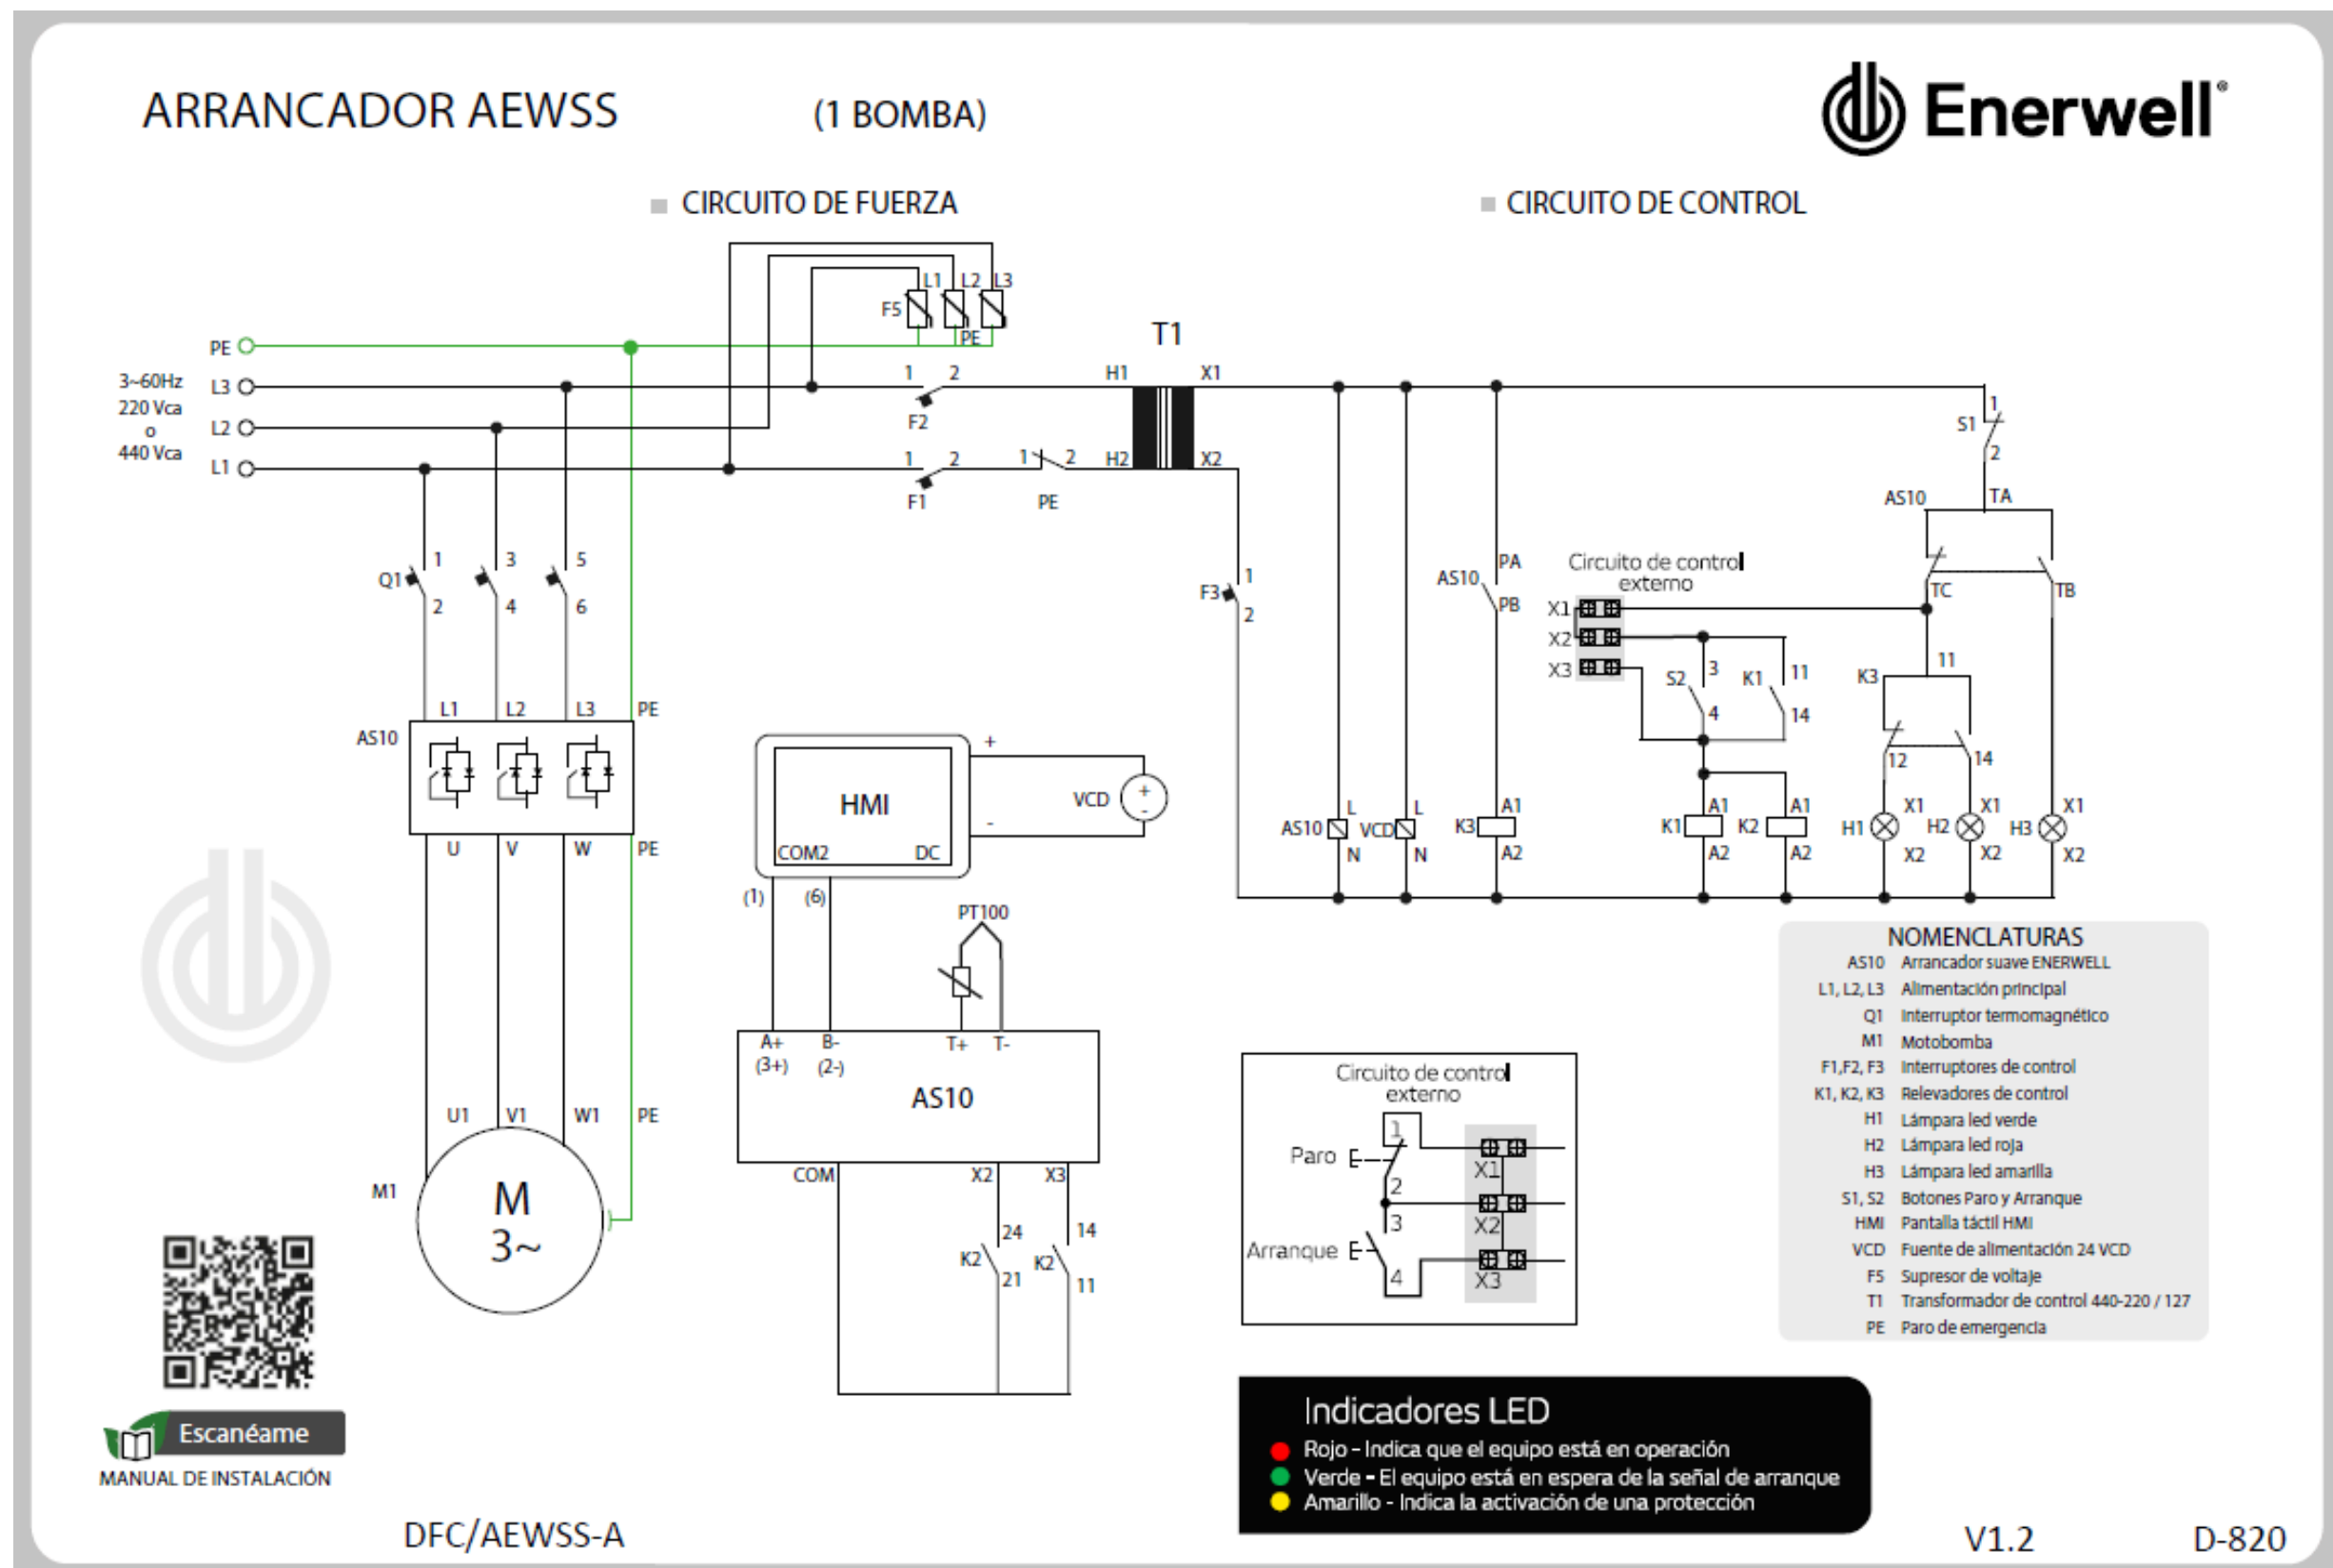 ARRANCADOR AEWSS
(1 BOMBA)
Enerwell®
CIRCUITO DE FUERZA
CIRCUITO DE CONTROL
L1 L2 L3
F5
PE
T1
PE
3~60Hz
220 Vca
o
440 Vca
L3
L2
L1
1 2
F2
H1 X1
1 2
F1
1 2
PE
H2 X2
1
S1
2
AS10
TA
TC
TB
Q1
1 3 5
2 4 6
F3
1
2
PA
AS10
PB
Circuito de control
externo
X1
X2
X3
S2
3
4
K1
11
14
K3
11
12
14
L1 L2 L3 PE
AS10
U V W PE
HMI
COM2 DC
+
-
VCD
+
-
AS10
L
N
VCD
L
N
K3
A1
A2
K1
A1
A2
K2
A1
A2
H1
X1
X2
H2
X1
X2
H3
X1
X2
(1) (6)
PT100
A+ B- T+ T-
(3+) (2-)
AS10
COM X2 X3
24
K2
21
14
K2
11
U1 V1 W1 PE
M1
M
3~
Circuito de control
externo
Paro
1
2
Arranque
3
4
X1
X2
X3
NOMENCLATURAS
AS10 Arrancador suave ENERWELL
L1, L2, L3 Alimentación principal
Q1 Interruptor termomagnético
M1 Motobomba
F1,F2, F3 Interruptores de control
K1, K2, K3 Relevadores de control
H1 Lámpara led verde
H2 Lámpara led roja
H3 Lámpara led amarilla
S1, S2 Botones Paro y Arranque
HMI Pantalla táctil HMI
VCD Fuente de alimentación 24 VCD
F5 Supresor de voltaje
T1 Transformador de control 440-220 / 127
PE Paro de emergencia
Escanéame
MANUAL DE INSTALACIÓN
Indicadores LED
Rojo - Indica que el equipo está en operación
Verde - El equipo está en espera de la señal de arranque
Amarillo - Indica la activación de una protección
DFC/AEWSS-A
V1.2
D-820